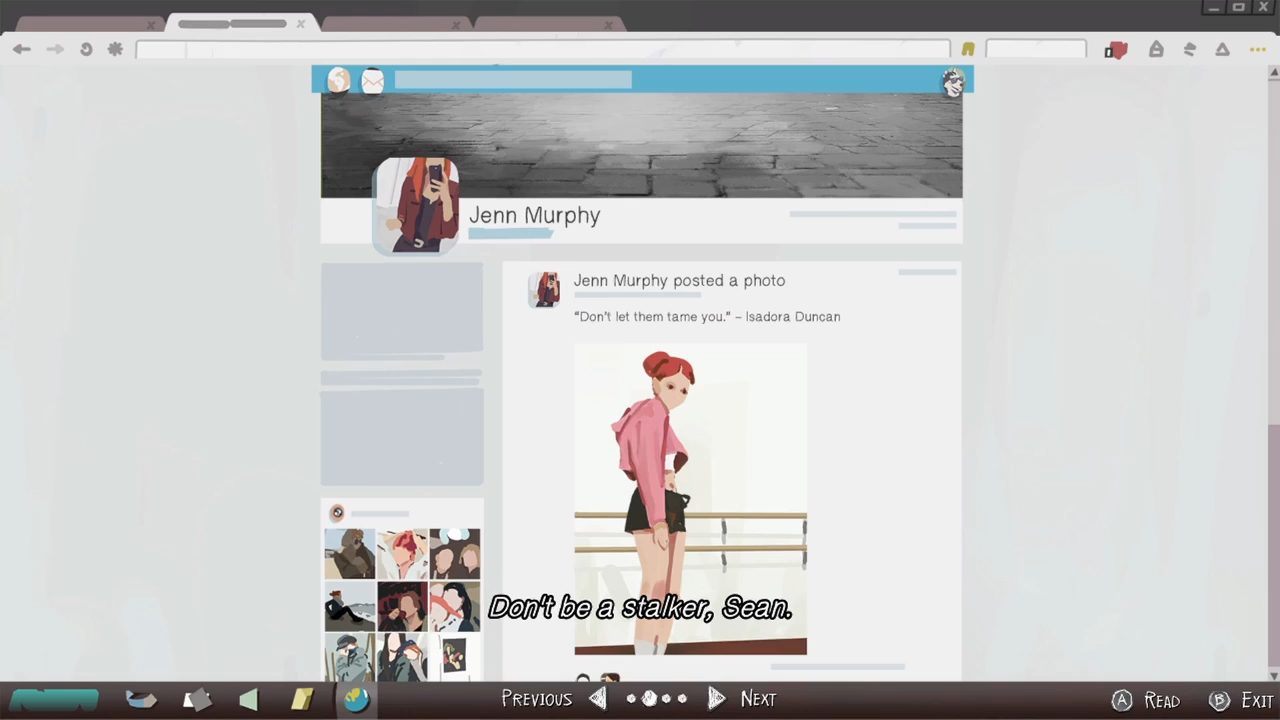 Jenn Murphy
Jenn Murphy posted a photo
“Don’t let them tame you.” – Isadora Duncan
Don't be a stalker, Sean.
Previous
Next
A Read
B Exit